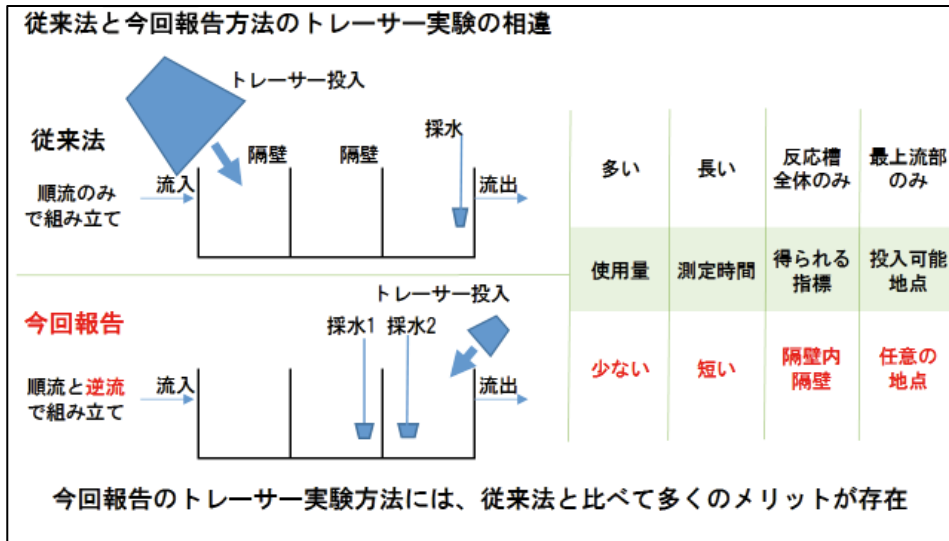 従来法と今回報告方法のトレーサー実験の相違
トレーサー投入
従来法
順流のみ
で組み立て
流入
隔壁
隔壁
採水
流出
多い
長い
反応槽
全体のみ
最上流部
のみ
使用量
測定時間
得られる
指標
投入可能
地点
今回報告
順流と逆流
で組み立て
流入
トレーサー投入
採水1
採水2
流出
少ない
短い
隔壁内
隔壁
任意の
地点
今回報告のトレーサー実験方法には、従来法と比べて多くのメリットが存在